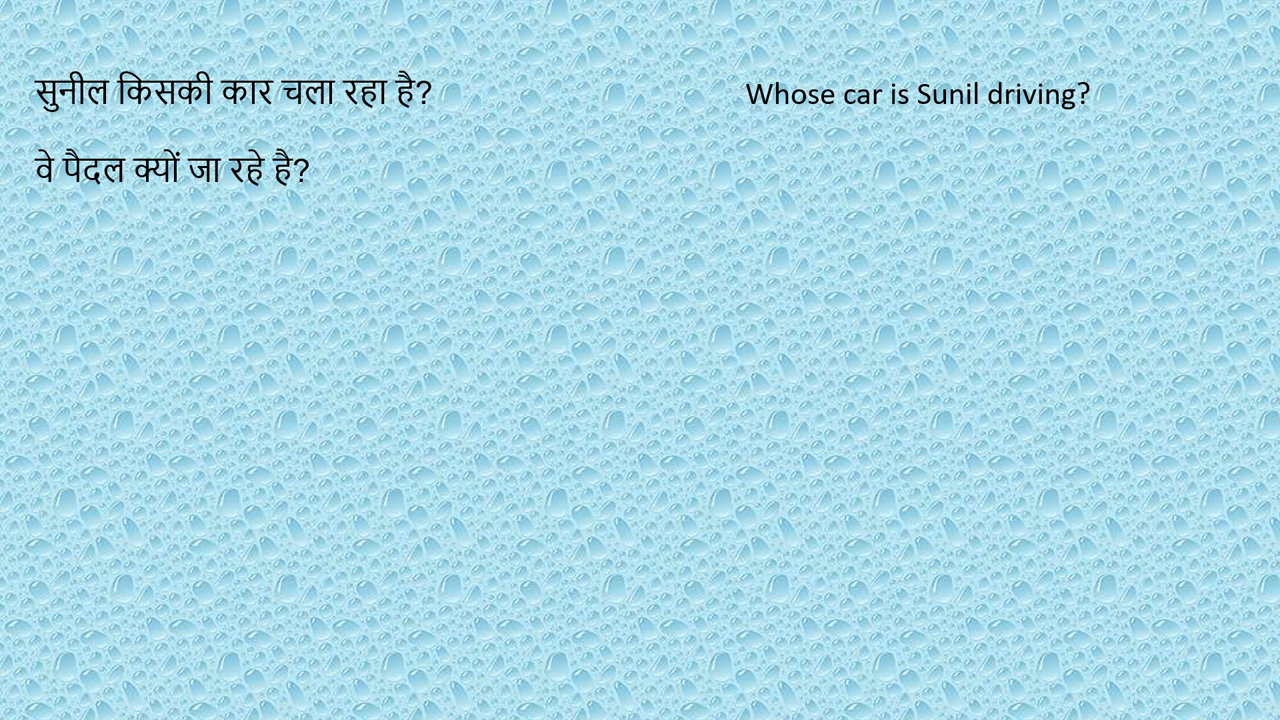 सुनील किसकी कार चला रहा है?
Whose car is Sunil driving?
वे पैदल क्यों जा रहे है?